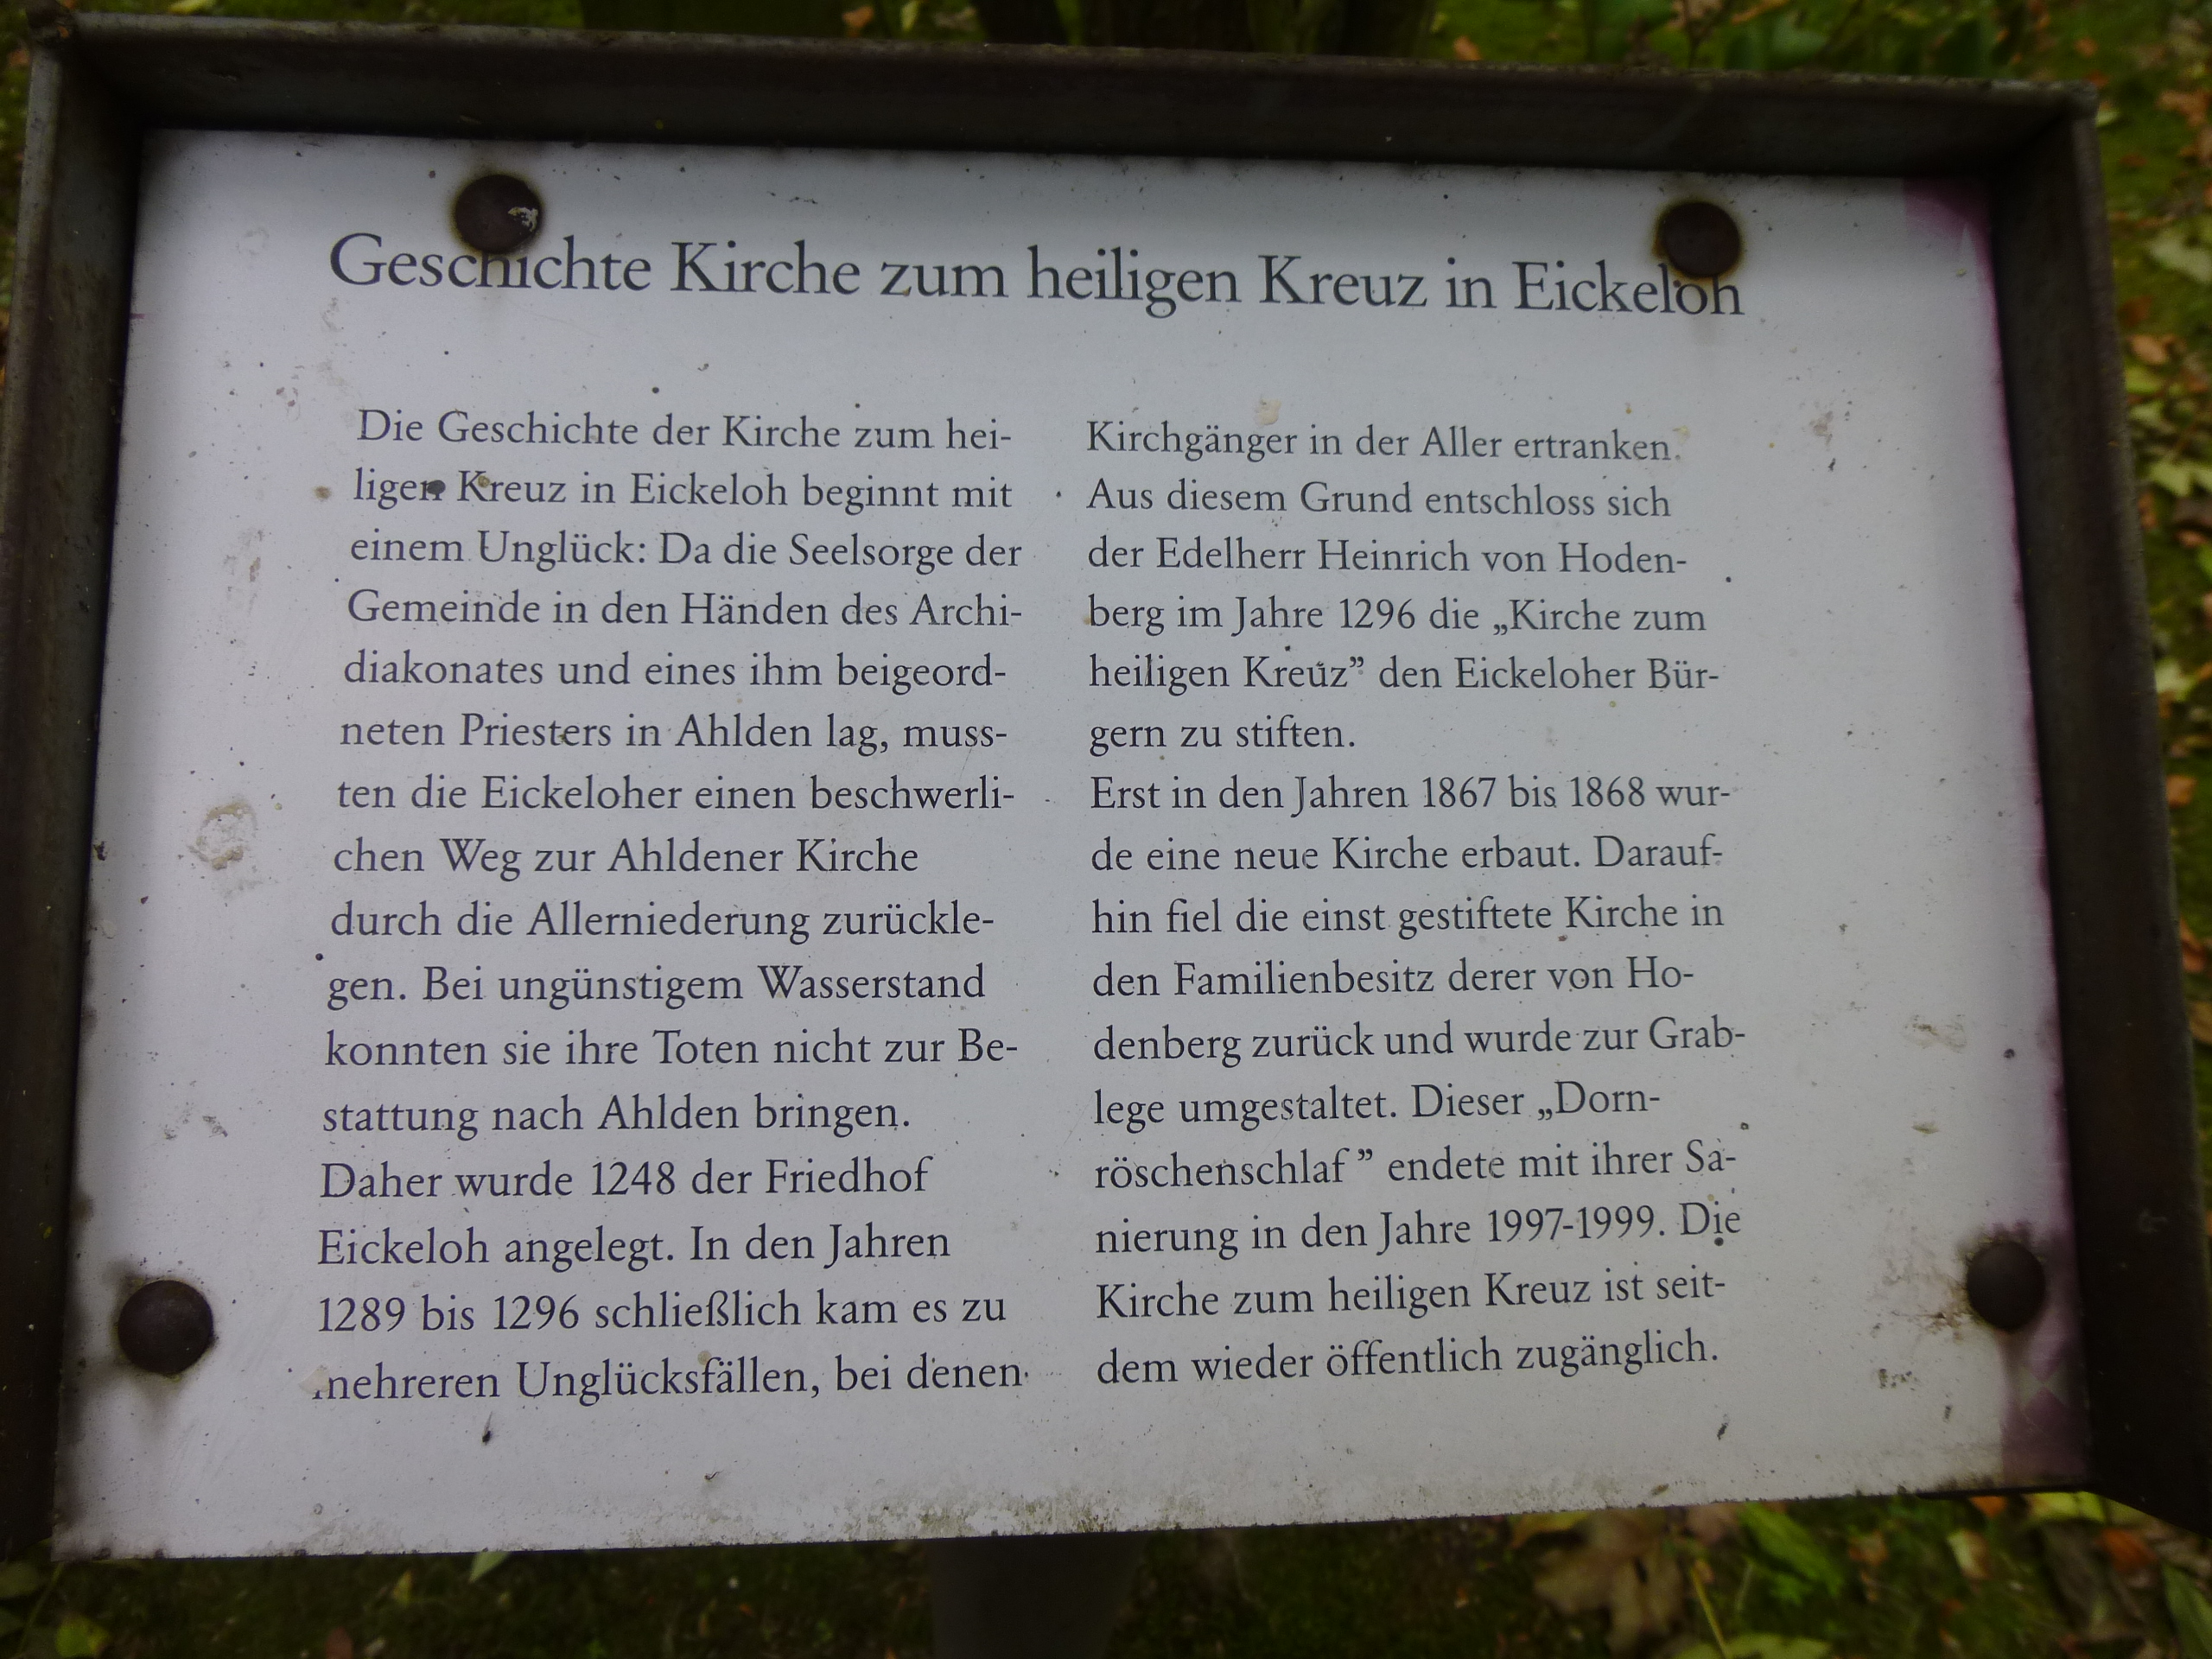 Geschichte Kirche zum heiligen Kreuz in Eickeloh
Die Geschichte der Kirche zum hei-
ligen Kreuz in Eickeloh beginnt mit
einem Unglück: Da die Seelsorge der
Gemeinde in den Händen des Archi-
diakonates und eines ihm beigeord-
neten Priesters in Ahlden lag, muss-
ten die Eickeloher einen beschwerli-
chen Weg zur Ahldener Kirche
durch die Allerniederung zurückle-
gen. Bei ungünstigem Wasserstand
konnten sie ihre Toten nicht zur Be-
stattung nach Ahlden bringen.
Daher wurde 1248 der Friedhof
Eickeloh angelegt. In den Jahren
1289 bis 1296 schließlich kam es zu
mehreren Unglücksfällen, bei denen
Kirchgänger in der Aller ertranken.
Aus diesem Grund entschloss sich
der Edelherr Heinrich von Hoden-
berg im Jahre 1296 die „Kirche zum
heiligen Kreuz” den Eickeloher Bür-
gern zu stiften.
Erst in den Jahren 1867 bis 1868 wur-
de eine neue Kirche erbaut. Darauf-
hin fiel die einst gestiftete Kirche in
den Familienbesitz derer von Ho-
denberg zurück und wurde zur Grab-
lege umgestaltet. Dieser „Dorn-
röschenschlaf” endete mit ihrer Sa-
nierung in den Jahre 1997-1999. Die
Kirche zum heiligen Kreuz ist seit-
dem wieder öffentlich zugänglich.